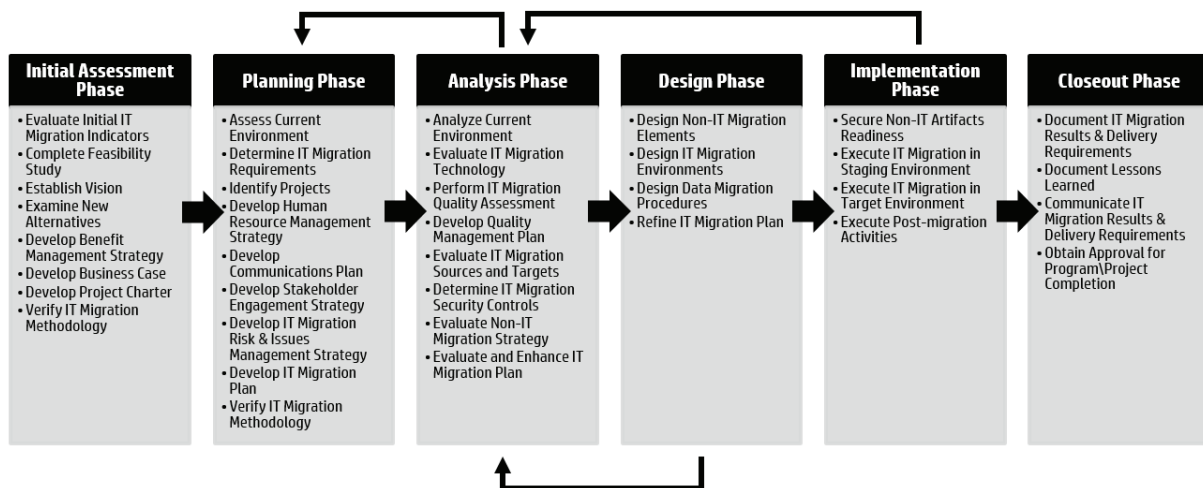 Initial Assessment
Phase
• Evaluate Initial IT
Migration Indicators
• Complete Feasibility
Study
• Establish Vision
• Examine New
Alternatives
• Develop Benefit
Management Strategy
• Develop Business Case
• Develop Project Charter
• Verify IT Migration
Methodology
Planning Phase
• Assess Current
Environment
• Determine IT Migration
Requirements
• Identify Projects
• Develop Human
Resource Management
Strategy
• Develop
Communications Plan
• Develop Stakeholder
Engagement Strategy
• Develop IT Migration
Risk & Issues
Management Strategy
• Develop IT Migration
Plan
• Verify IT Migration
Methodology
Analysis Phase
• Analyze Current
Environment
• Evaluate IT Migration
Technology
• Perform IT Migration
Quality Assessment
• Develop Quality
Management Plan
• Evaluate IT Migration
Sources and Targets
• Determine IT Migration
Security Controls
• Evaluate Non-IT
Migration Strategy
• Evaluate and Enhance IT
Migration Plan
Design Phase
• Design Non-IT Migration
Elements
• Design IT Migration
Environments
• Design Data Migration
Procedures
• Refine IT Migration Plan
Implementation
Phase
• Secure Non-IT Artifacts
Readiness
• Execute IT Migration in
Staging Environment
• Execute IT Migration in
Target Environment
• Execute Post-migration
Activities
Closeout Phase
• Document IT Migration
Results & Delivery
Requirements
• Document Lessons
Learned
• Communicate IT
Migration Results &
Delivery Requirements
• Obtain Approval for
Program\Project
Completion